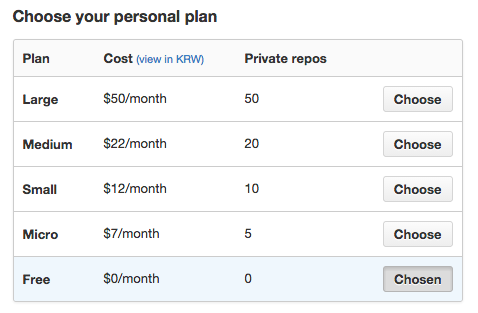 Choose your personal plan
Plan Cost (view in KRW) Private repos
Large $50/month 50 Choose
Medium $22/month 20 Choose
Small $12/month 10 Choose
Micro $7/month 5 Choose
Free $0/month 0 Chosen